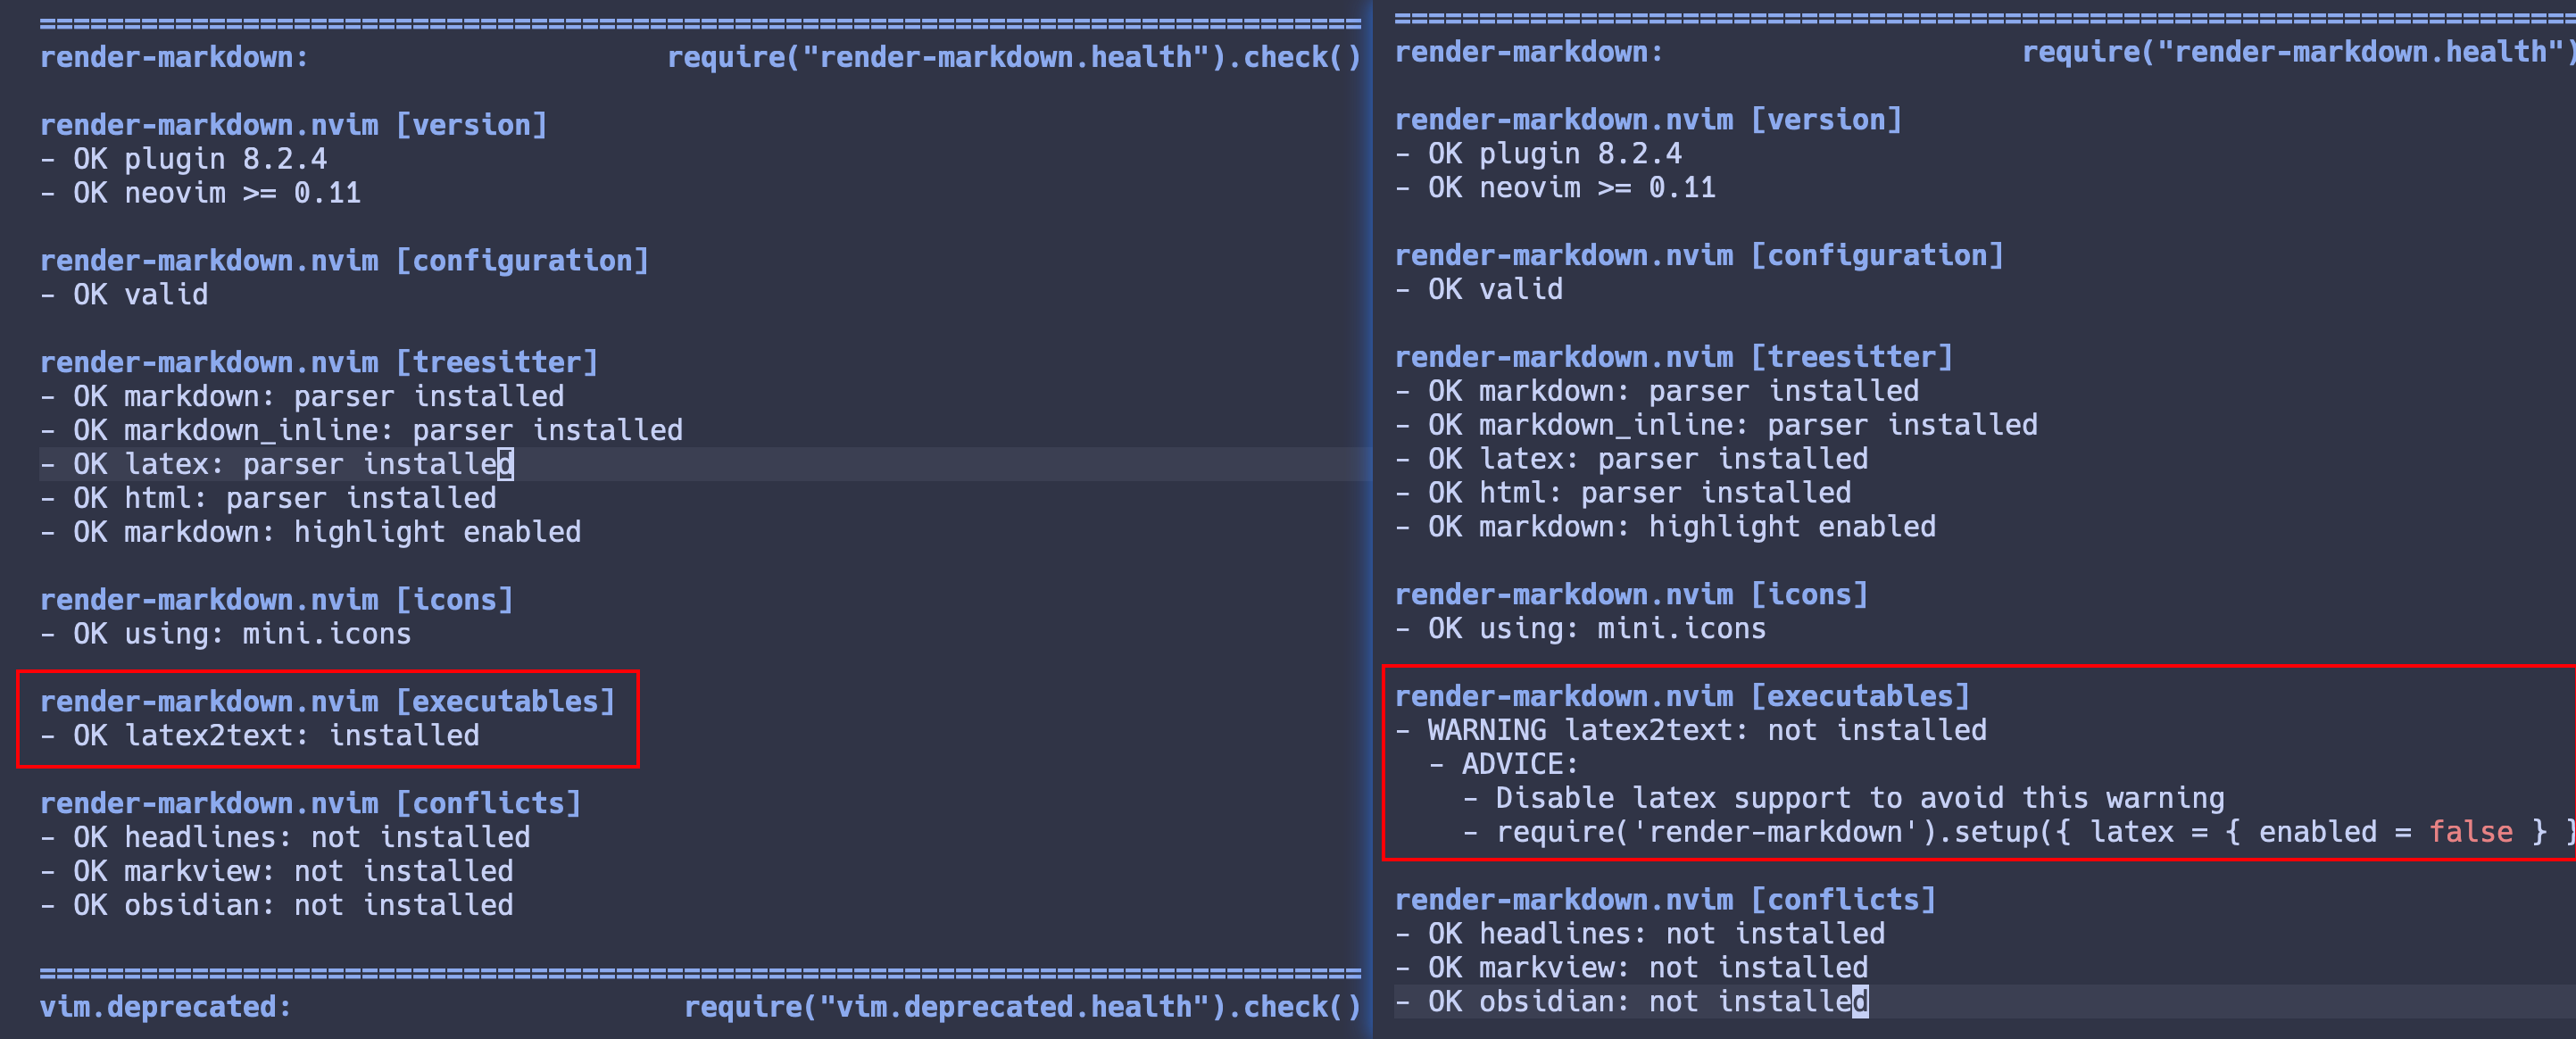 ================================================================================
render-markdown: require("render-markdown.health").check()
render-markdown.nvim [version]
- OK plugin 8.2.4
- OK neovim >= 0.11
render-markdown.nvim [configuration]
- OK valid
render-markdown.nvim [treesitter]
- OK markdown: parser installed
- OK markdown_inline: parser installed
- OK latex: parser installed
- OK html: parser installed
- OK markdown: highlight enabled
render-markdown.nvim [icons]
- OK using: mini.icons
render-markdown.nvim [executables]
- OK latex2text: installed
render-markdown.nvim [conflicts]
- OK headlines: not installed
- OK markview: not installed
- OK obsidian: not installed
================================================================================
vim.deprecated: require("vim.deprecated.health").check()
================================================================================
render-markdown: require("render-markdown.health")
render-markdown.nvim [version]
- OK plugin 8.2.4
- OK neovim >= 0.11
render-markdown.nvim [configuration]
- OK valid
render-markdown.nvim [treesitter]
- OK markdown: parser installed
- OK markdown_inline: parser installed
- OK latex: parser installed
- OK html: parser installed
- OK markdown: highlight enabled
render-markdown.nvim [icons]
- OK using: mini.icons
render-markdown.nvim [executables]
- WARNING latex2text: not installed
- ADVICE:
- Disable latex support to avoid this warning
- require('render-markdown').setup({ latex = { enabled = false } }
render-markdown.nvim [conflicts]
- OK headlines: not installed
- OK markview: not installed
- OK obsidian: not installed